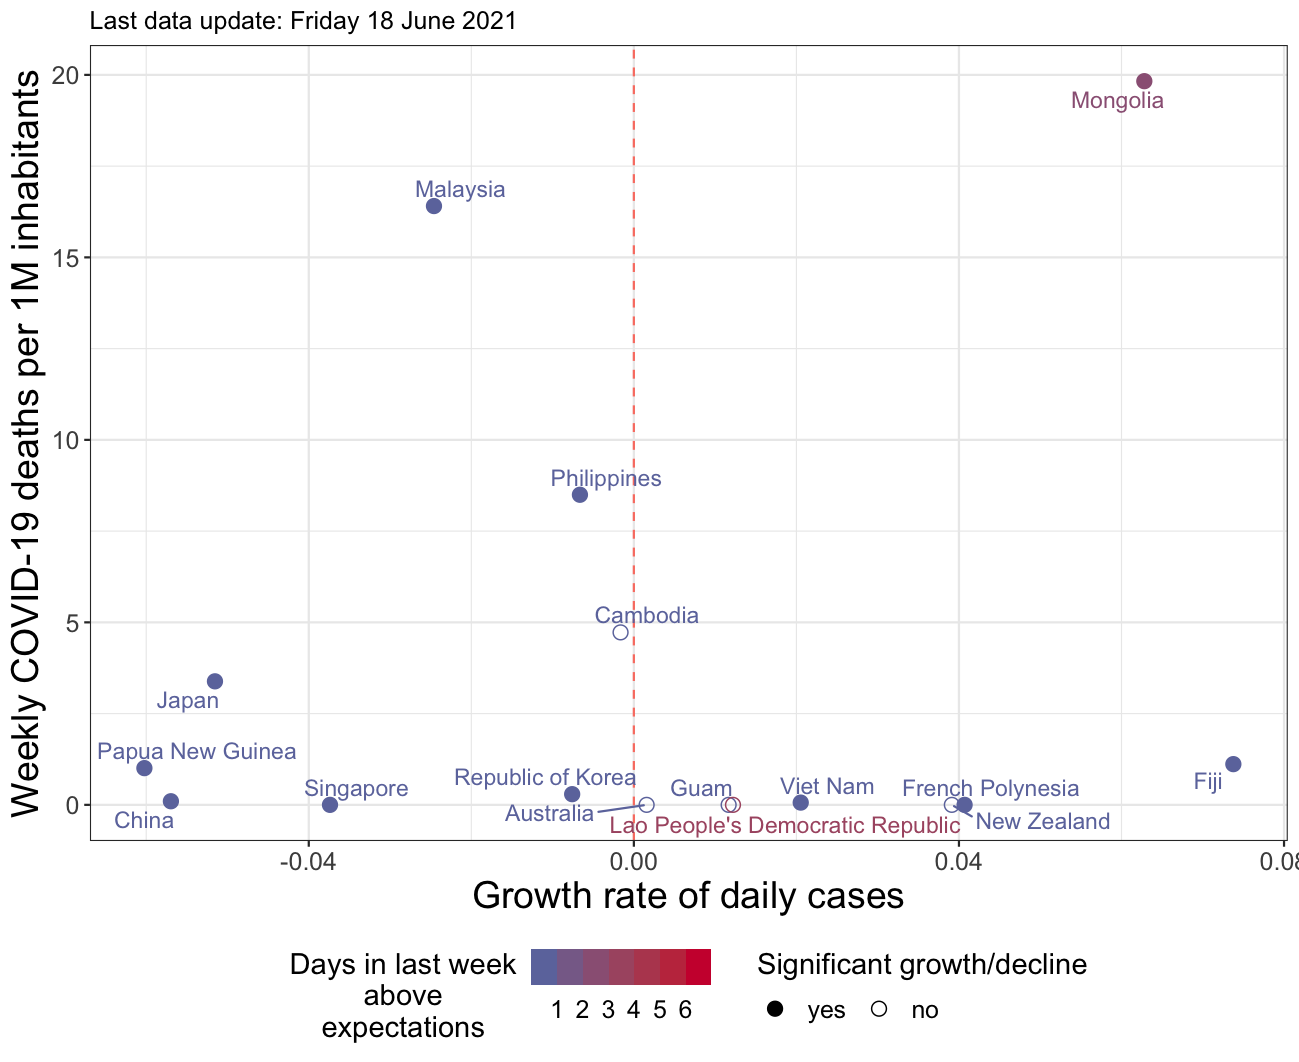 Last data update: Friday 18 June 2021
Weekly COVID-19 deaths per 1M inhabitants
20
15
10
5
0
Mongolia
Malaysia
Philippines
Cambodia
Japan
Papua New Guinea
China
Singapore
Republic of Korea
Australia
Guam
Lao People's Democratic Republic
Viet Nam
French Polynesia
New Zealand
Fiji
-0.04 0.00 0.04 0.08
Growth rate of daily cases
Days in last week
above
expectations
1 2 3 4 5 6
Significant growth/decline
yes no